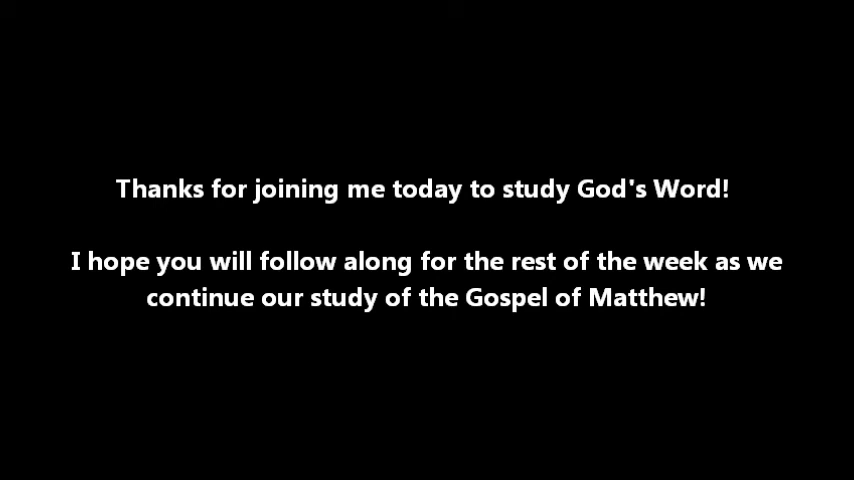 Thanks for joining me today to study God's Word!
I hope you will follow along for the rest of the week as we
continue our study of the Gospel of Matthew!